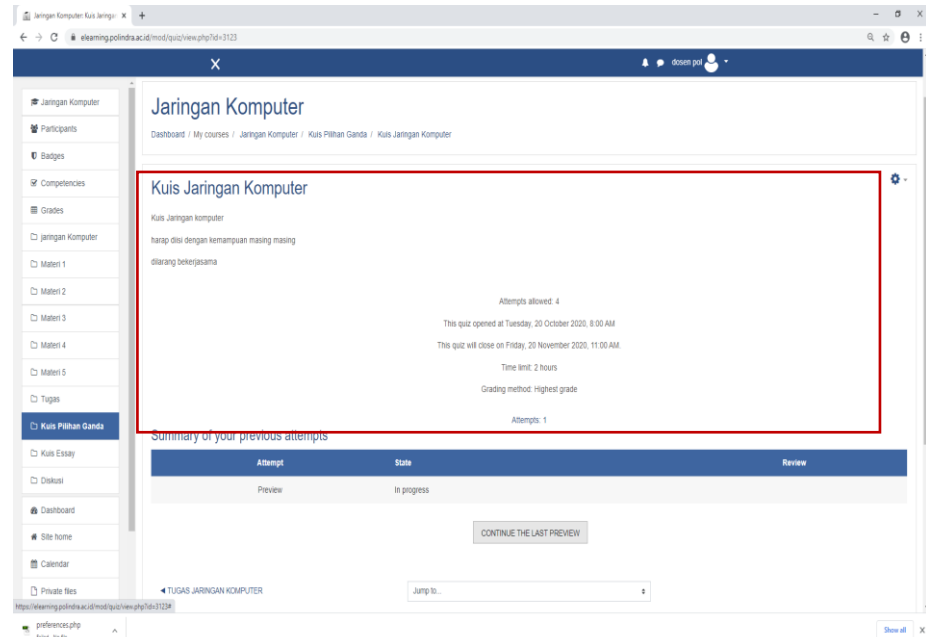 Jaringan Komputer: Kuis Jaringa
elearning.polindra.ac.id/mod/quiz/view.php?id=3123
dosen pol
Jaringan Komputer
Participants
Badges
Competencies
Grades
jaringan Komputer
Materi 1
Materi 2
Materi 3
Materi 4
Materi 5
Tugas
Kuis Pilihan Ganda
Kuis Essay
Diskusi
Dashboard
Site home
Calendar
Private files
Jaringan Komputer
Dashboard / My courses / Jaringan Komputer / Kuis Pilihan Ganda / Kuis Jaringan Komputer
Kuis Jaringan Komputer
Kuis Jaringan komputer
harap diisi dengan kemampuan masing masing
dilarang bekerjasama
Attempts allowed: 4
This quiz opened at Tuesday, 20 October 2020, 8:00 AM
This quiz will close on Friday, 20 November 2020, 11:00 AM.
Time limit: 2 hours
Grading method: Highest grade
Attempts: 1
Summary of your previous attempts
Attempt State Review
Preview In progress
CONTINUE THE LAST PREVIEW
◄ TUGAS JARINGAN KOMPUTER
Jump to...
https://elearning.polindra.ac.id/mod/quiz/view.php?id=3123#
preferences.php
Show all